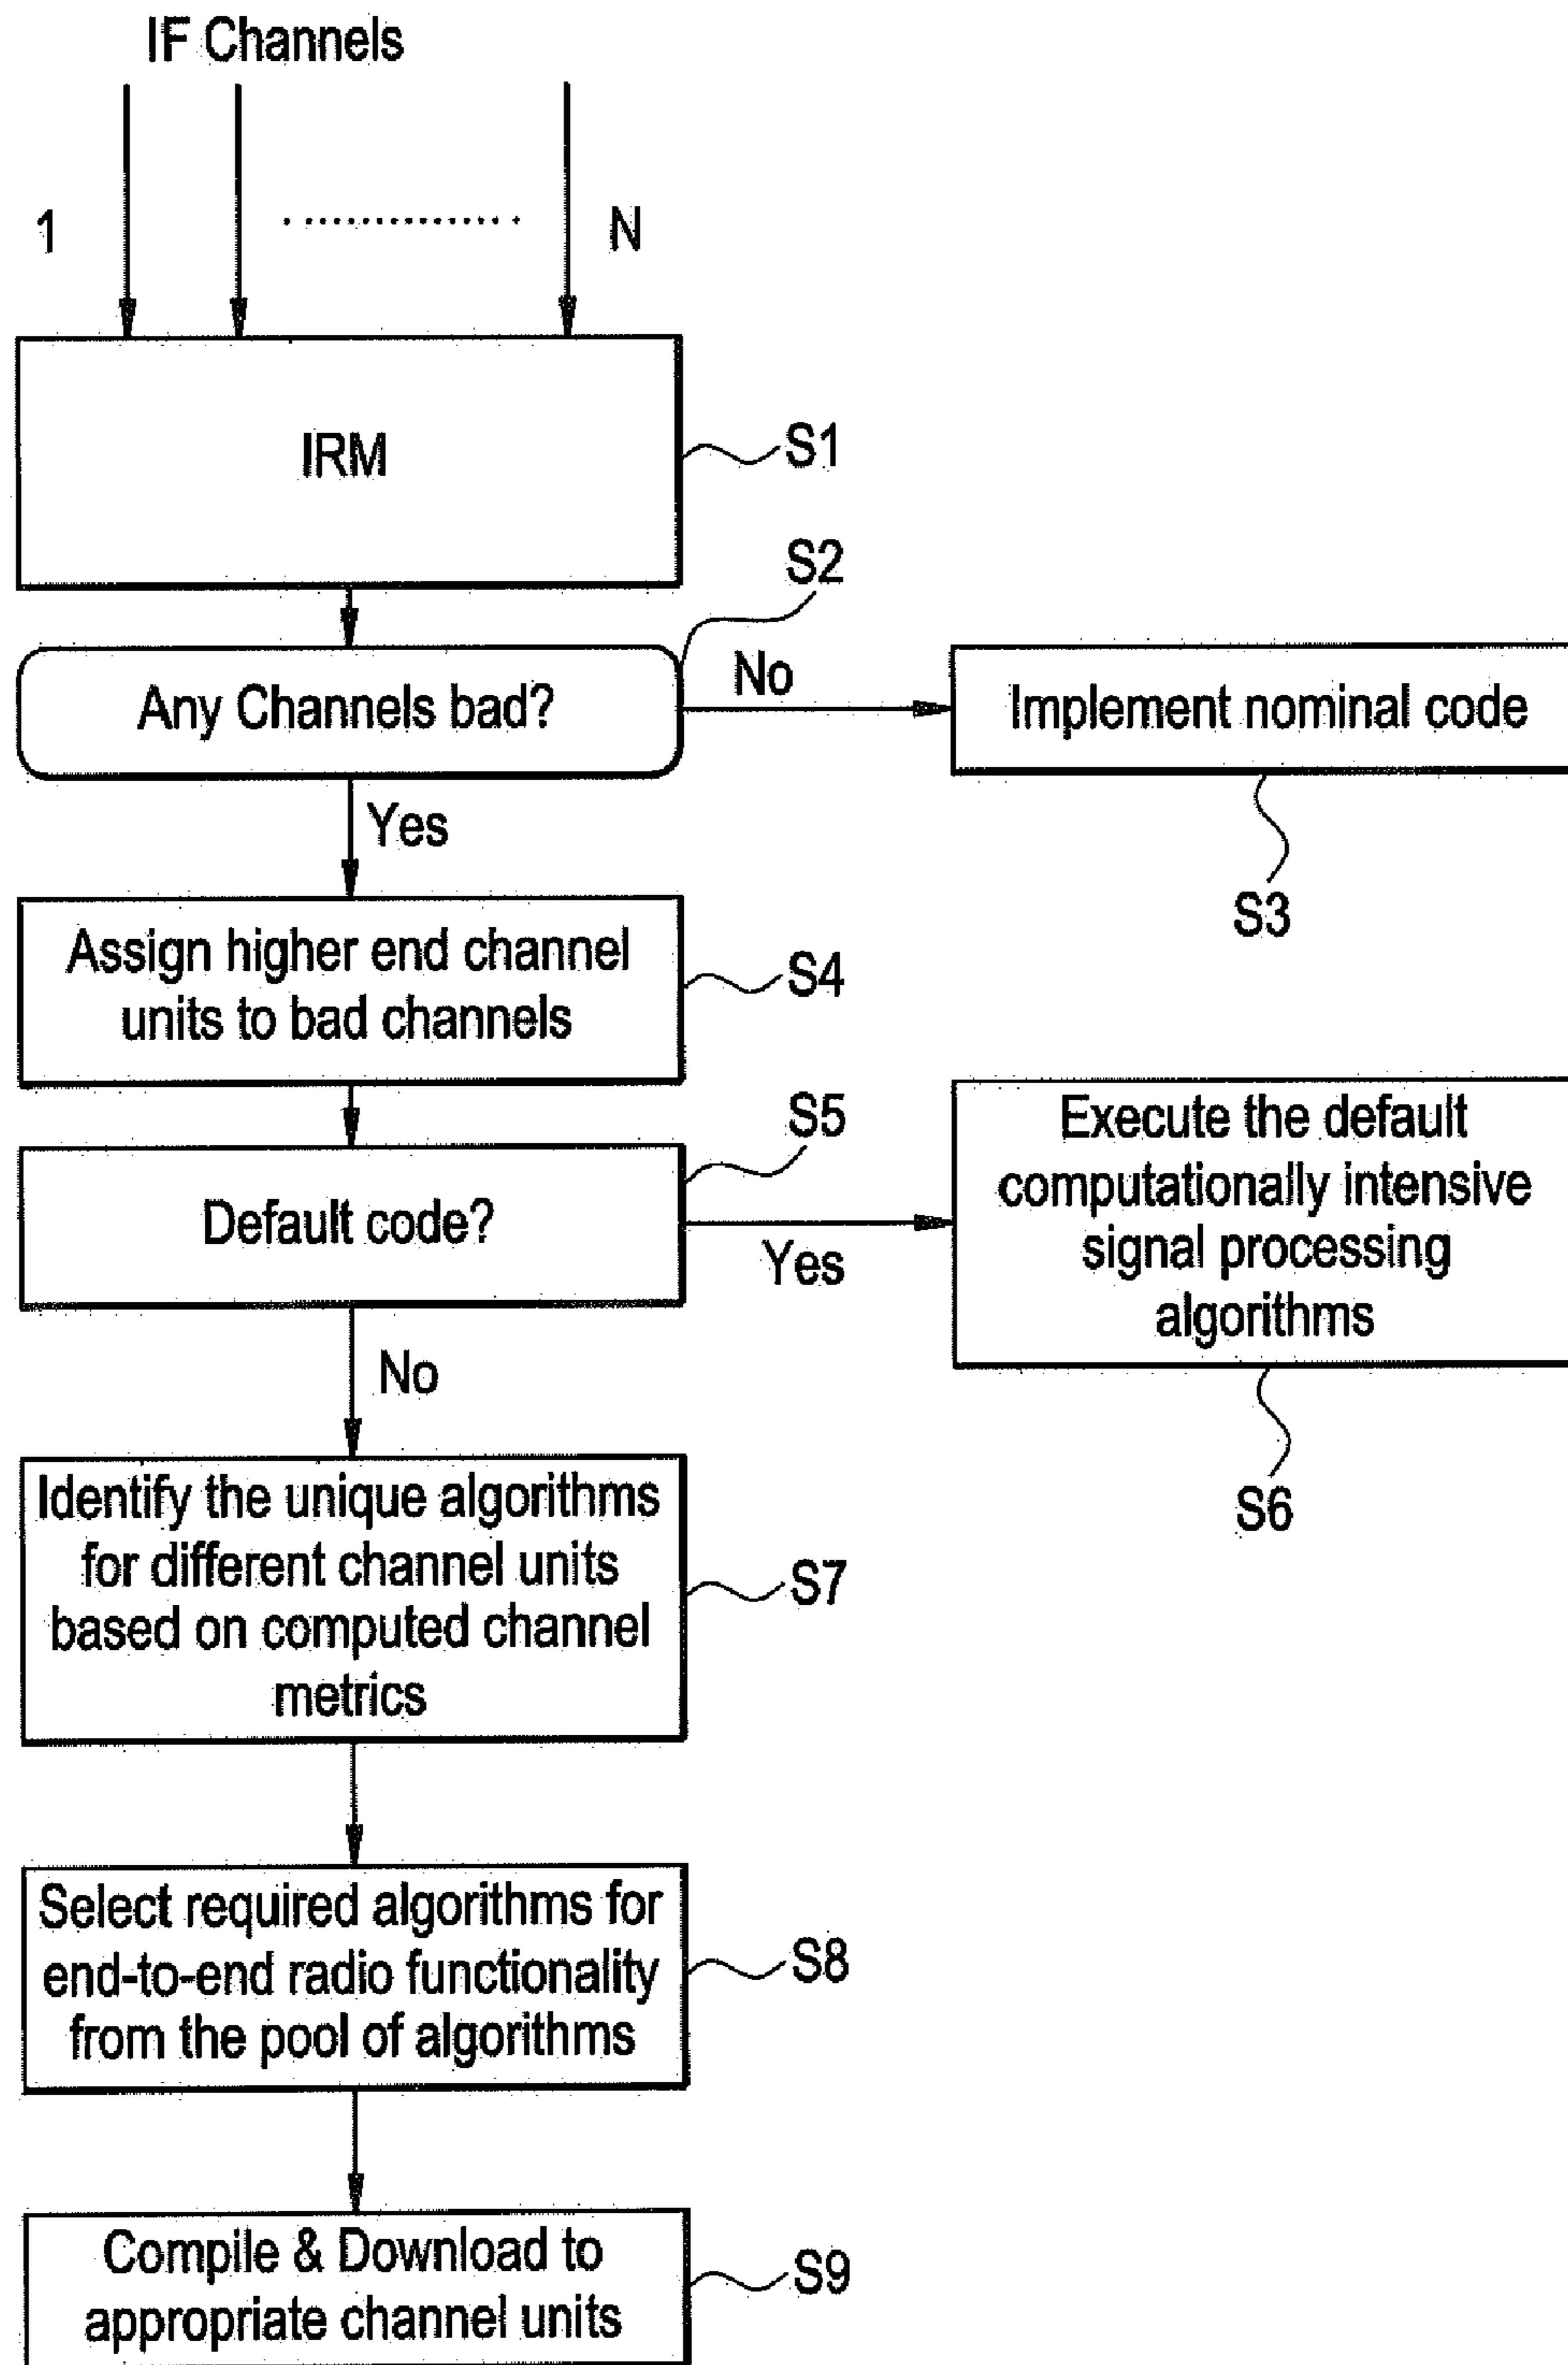 IF Channels
1
N
IRM
S1
S2
Any Channels bad?
No
Implement nominal code
S3
Yes
Assign higher end channel
units to bad channels
S4
S5
Default code?
Yes
Execute the default
computationally intensive
signal processing
algorithms
S6
No
Identify the unique algorithms
for different channel units
based on computed channel
metrics
S7
Select required algorithms for
end-to-end radio functionality
from the pool of algorithms
S8
Compile & Download to
appropriate channel units
S9